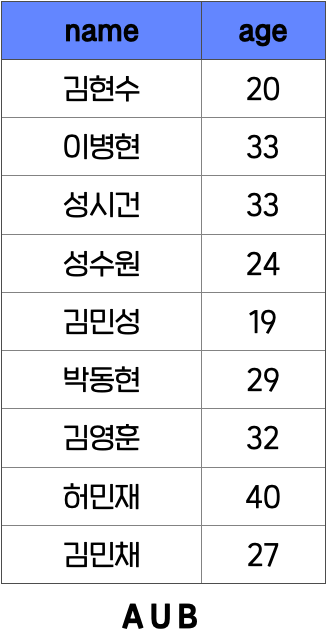 name age
김현수 20
이병현 33
성시건 33
성수원 24
김민성 19
박동현 29
김영훈 32
허민재 40
김민채 27
A U B